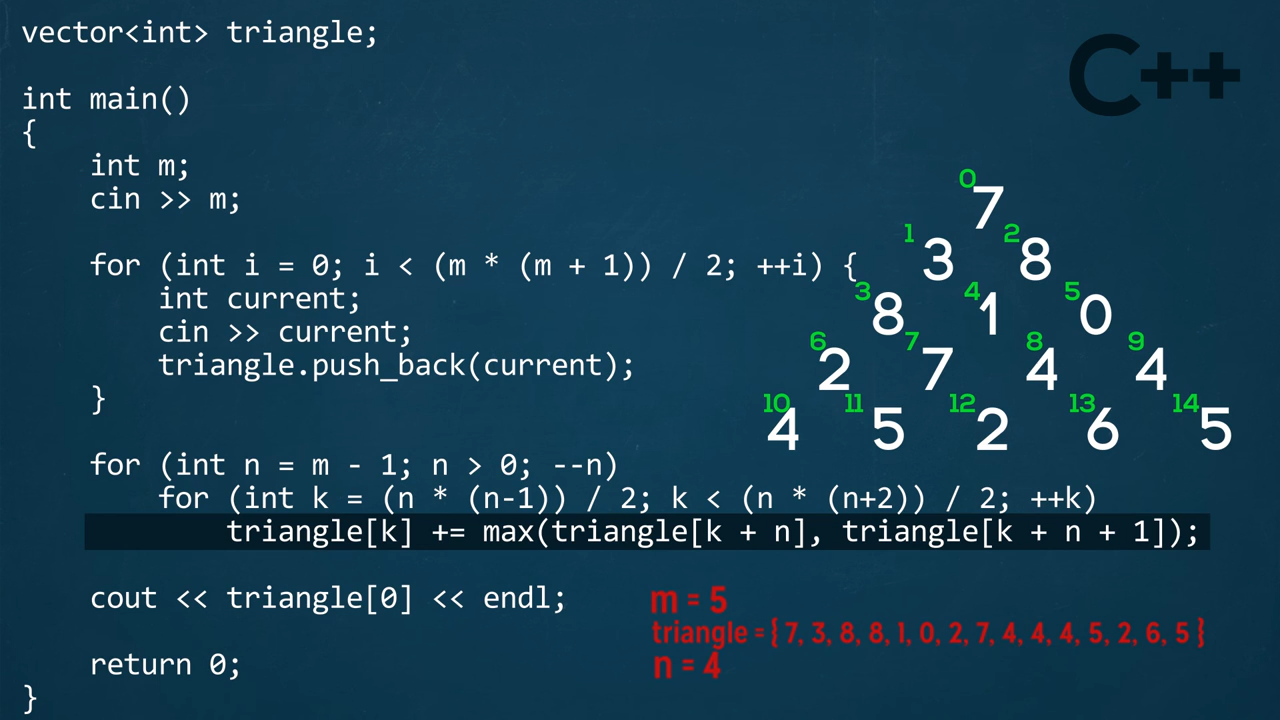 vector<int> triangle;
C++
int main()
{
int m;
cin >> m;
for (int i = 0; i < (m * (m + 1)) / 2; ++i) {
int current;
cin >> current;
triangle.push_back(current);
}
for (int n = m - 1; n > 0; --n)
for (int k = (n * (n-1)) / 2; k < (n * (n+2)) / 2; ++k)
triangle[k] += max(triangle[k + n], triangle[k + n + 1]);
cout << triangle[0] << endl;
return 0;
}
0
7
1 2
3 8
3 4 5
8 1 0
6 7 8 9
2 7 4 4
10 11 12 13 14
4 5 2 6 5
m = 5
triangle = { 7, 3, 8, 8, 1, 0, 2, 7, 4, 4, 4, 5, 2, 6, 5 }
n = 4